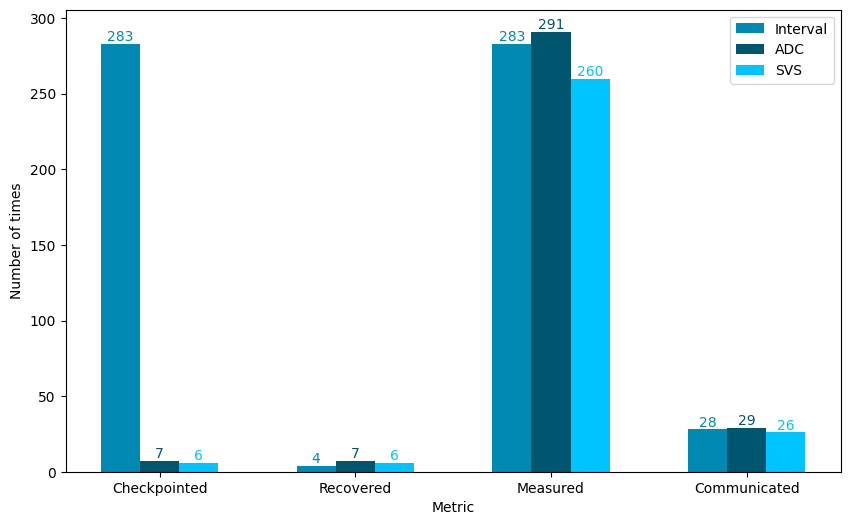 Interval
ADC
SVS
300
250
200
150
100
50
0
Number of times
283
7
6
4
7
6
283
291
260
28
29
26
Checkpointed
Recovered
Measured
Communicated
Metric